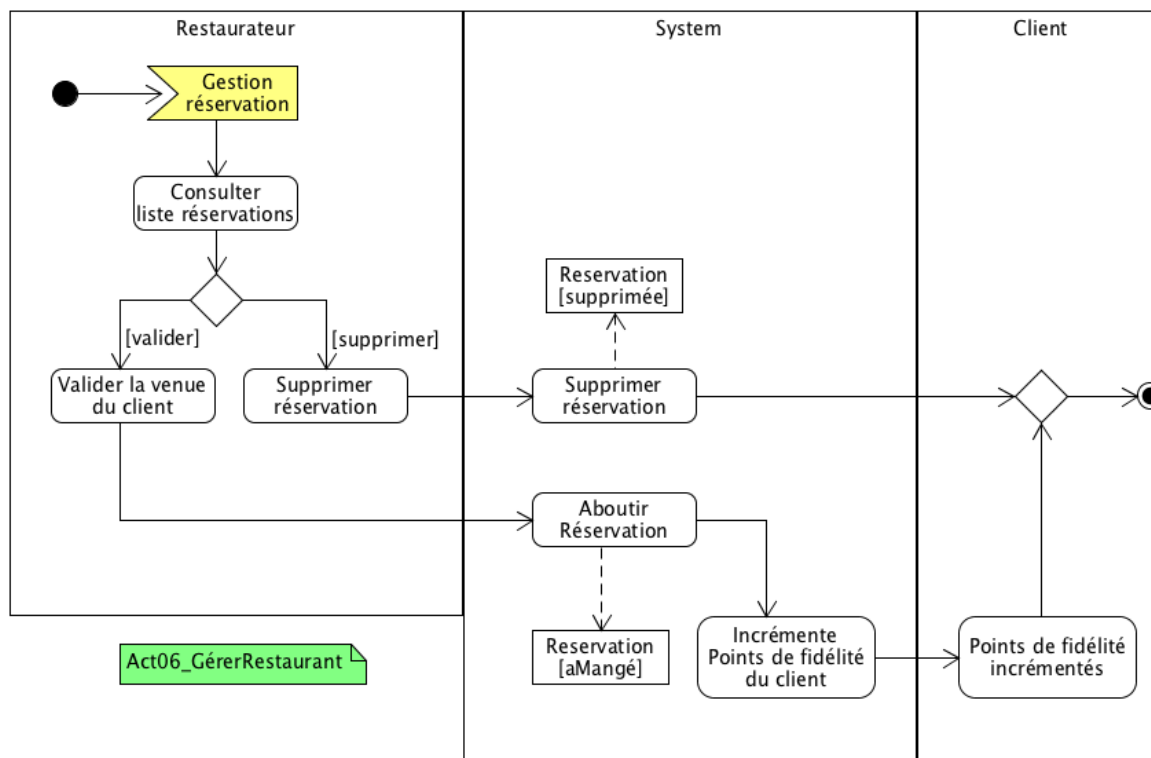 Restaurateur
System
Client
Gestion
réservation
Consulter
liste réservations
[valider]
[supprimer]
Valider la venue
du client
Supprimer
réservation
Reservation
[supprimée]
Supprimer
réservation
Aboutir
Réservation
Reservation
[aMangé]
Incrémente
Points de fidélité
du client
Points de fidélité
incrémentés
Act06_GérerRestaurant